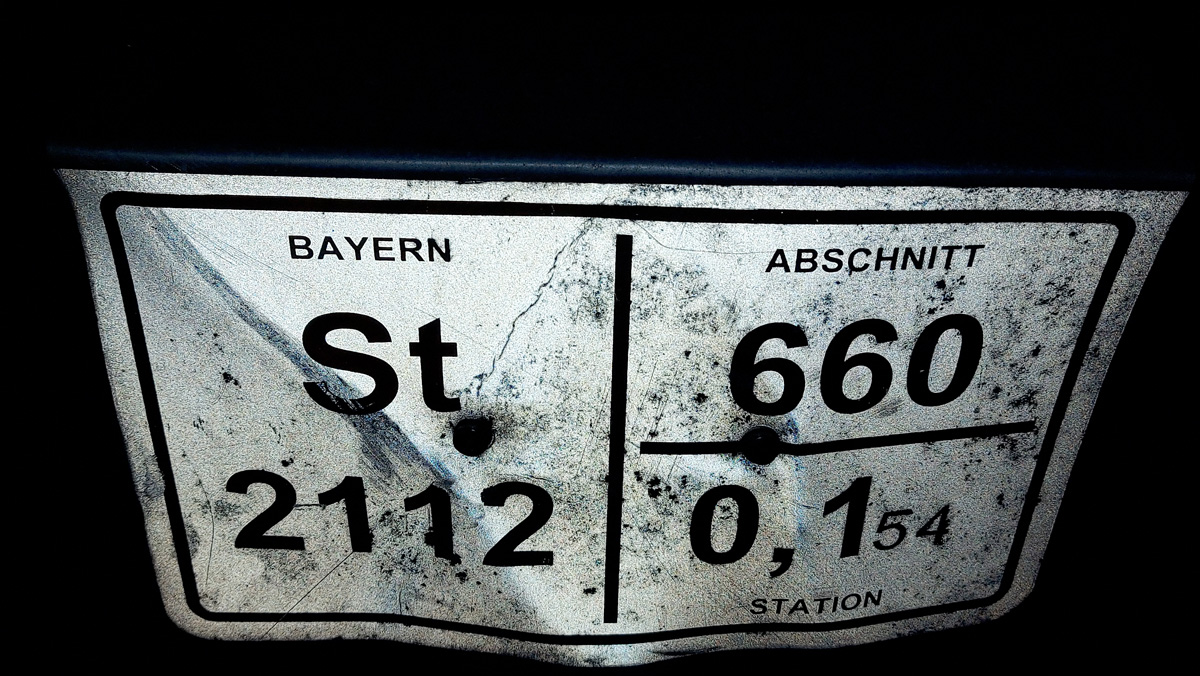 BAYERN
St
2112
ABSCHNITT
660
0,154
STATION